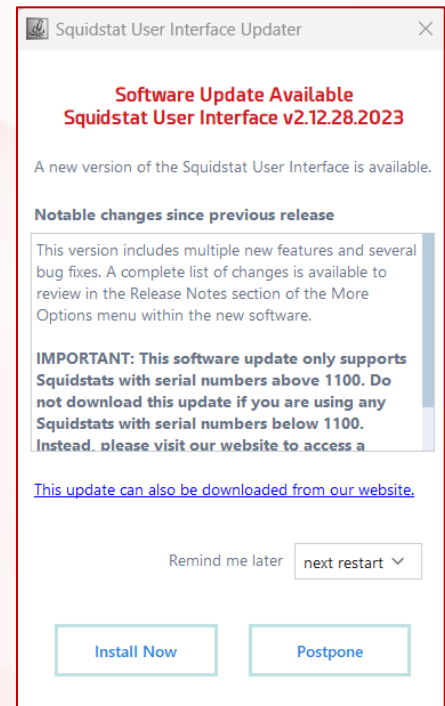 Squidstat User Interface Updater
Software Update Available
Squidstat User Interface v2.12.28.2023
A new version of the Squidstat User Interface is available.
Notable changes since previous release
This version includes multiple new features and several
bug fixes. A complete list of changes is available to
review in the Release Notes section of the More
Options menu within the new software.
IMPORTANT: This software update only supports
Squidstats with serial numbers above 1100. Do
not download this update if you are using any
Squidstats with serial numbers below 1100.
Instead, please visit our website to access a
This update can also be downloaded from our website.
Remind me later next restart
Install Now Postpone